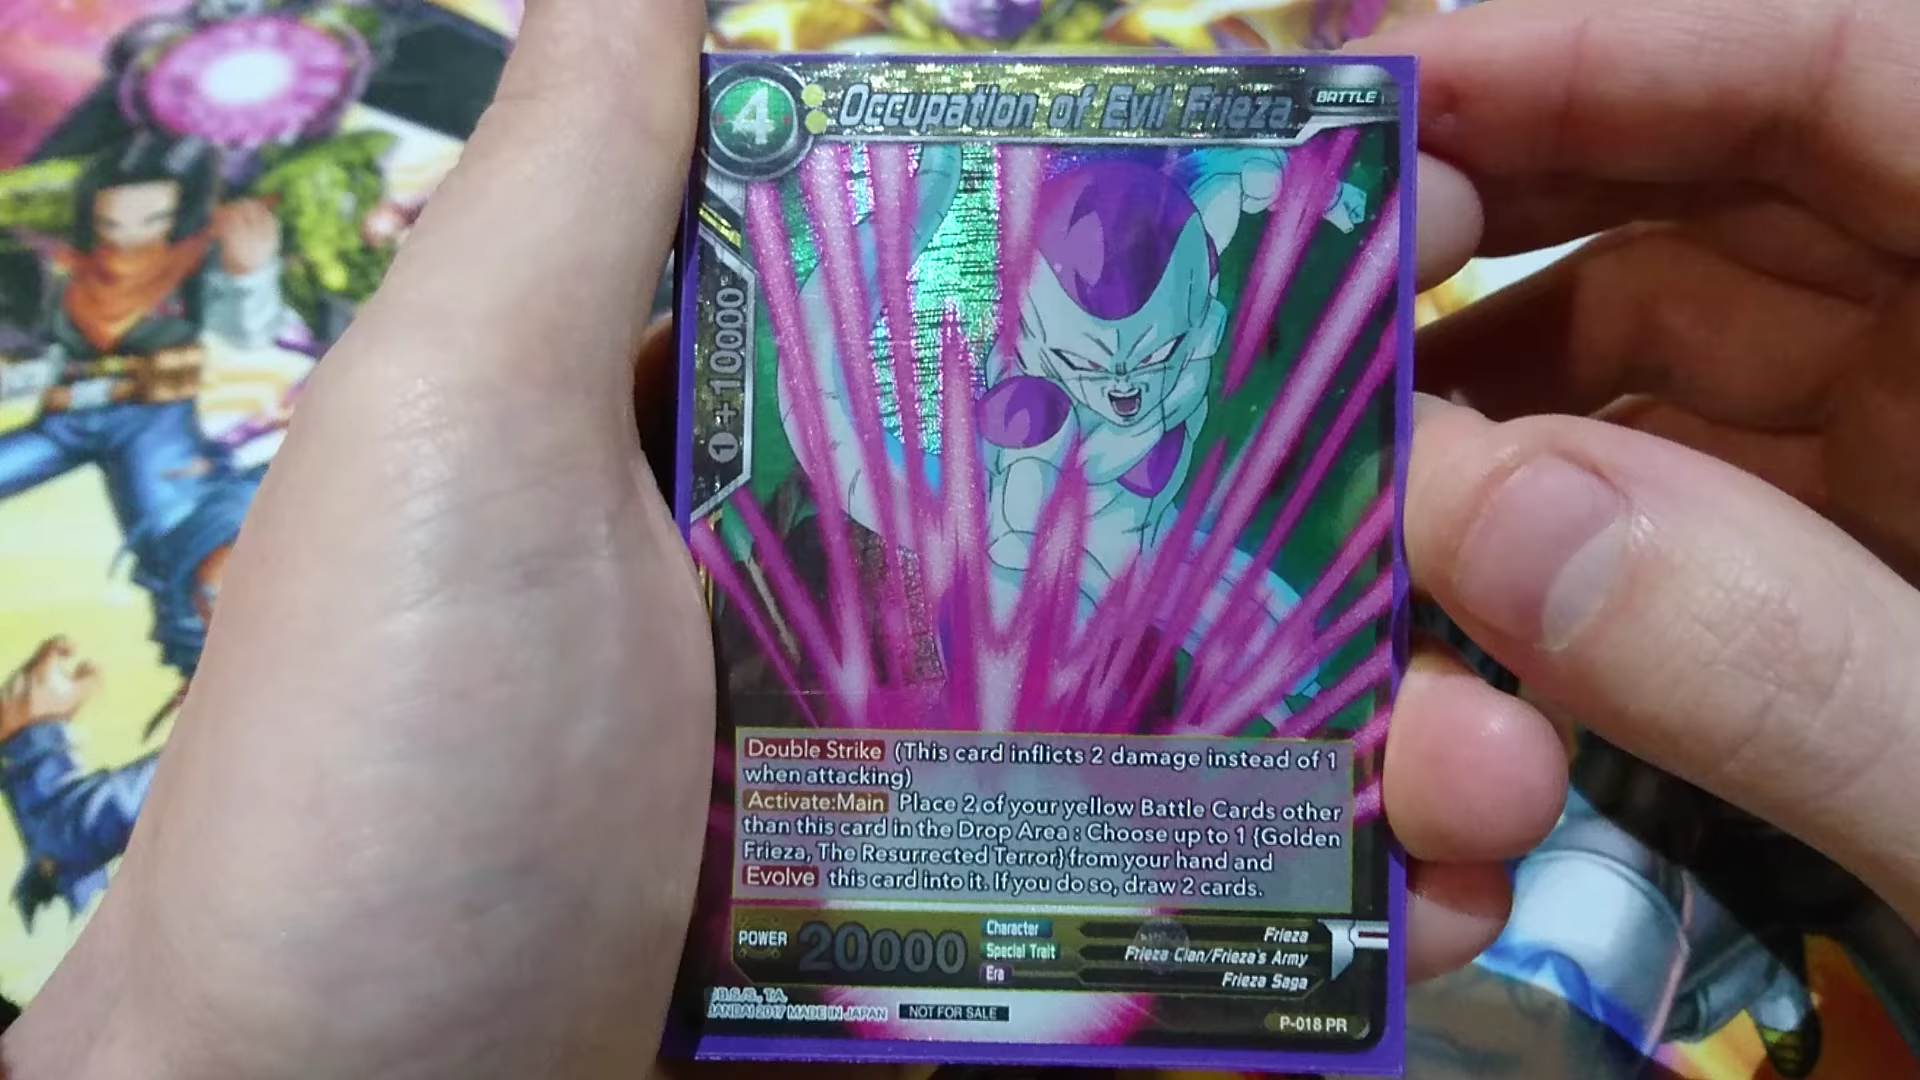 4 Occupation of Evil Frieza BATTLE
1 +10000
Double Strike (This card inflicts 2 damage instead of 1
when attacking)
Activate:Main Place 2 of your yellow Battle Cards other
than this card in the Drop Area : Choose up to 1 {Golden
Frieza, The Resurrected Terror} from your hand and
Evolve this card into it. If you do so, draw 2 cards.
POWER 20000
Character Frieza
Special Trait Frieza Clan/Frieza's Army
Era Frieza Saga
B.S./S., T.A.
BANDAI 2017 MADE IN JAPAN NOT FOR SALE
P-018 PR